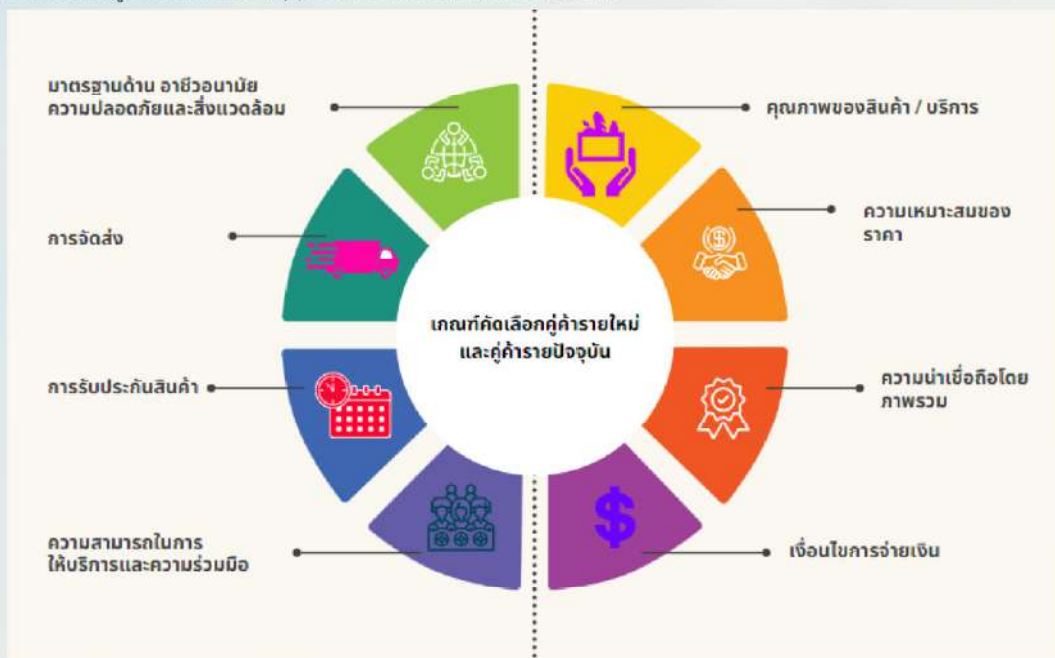 มาตรฐานด้าน อาชีวอนามัย
ความปลอดภัยและสิ่งแวดล้อม
คุณภาพของสินค้า / บริการ
การจัดส่ง
ความเหมาะสมของ
ราคา
เกณฑ์คัดเลือกคู่ค้ารายใหม่
และคู่ค้ารายปัจจุบัน
การรับประกันสินค้า
ความน่าเชื่อถือโดย
ภาพรวม
ความสามารถในการ
ให้บริการและความร่วมมือ
เงื่อนไขการจ่ายเงิน